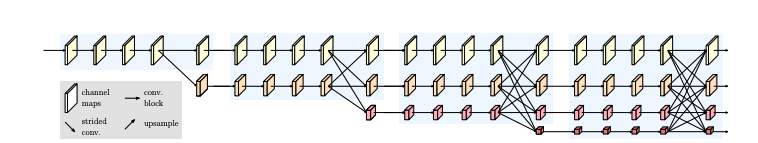 channel maps
conv. block
strided conv.
upsample